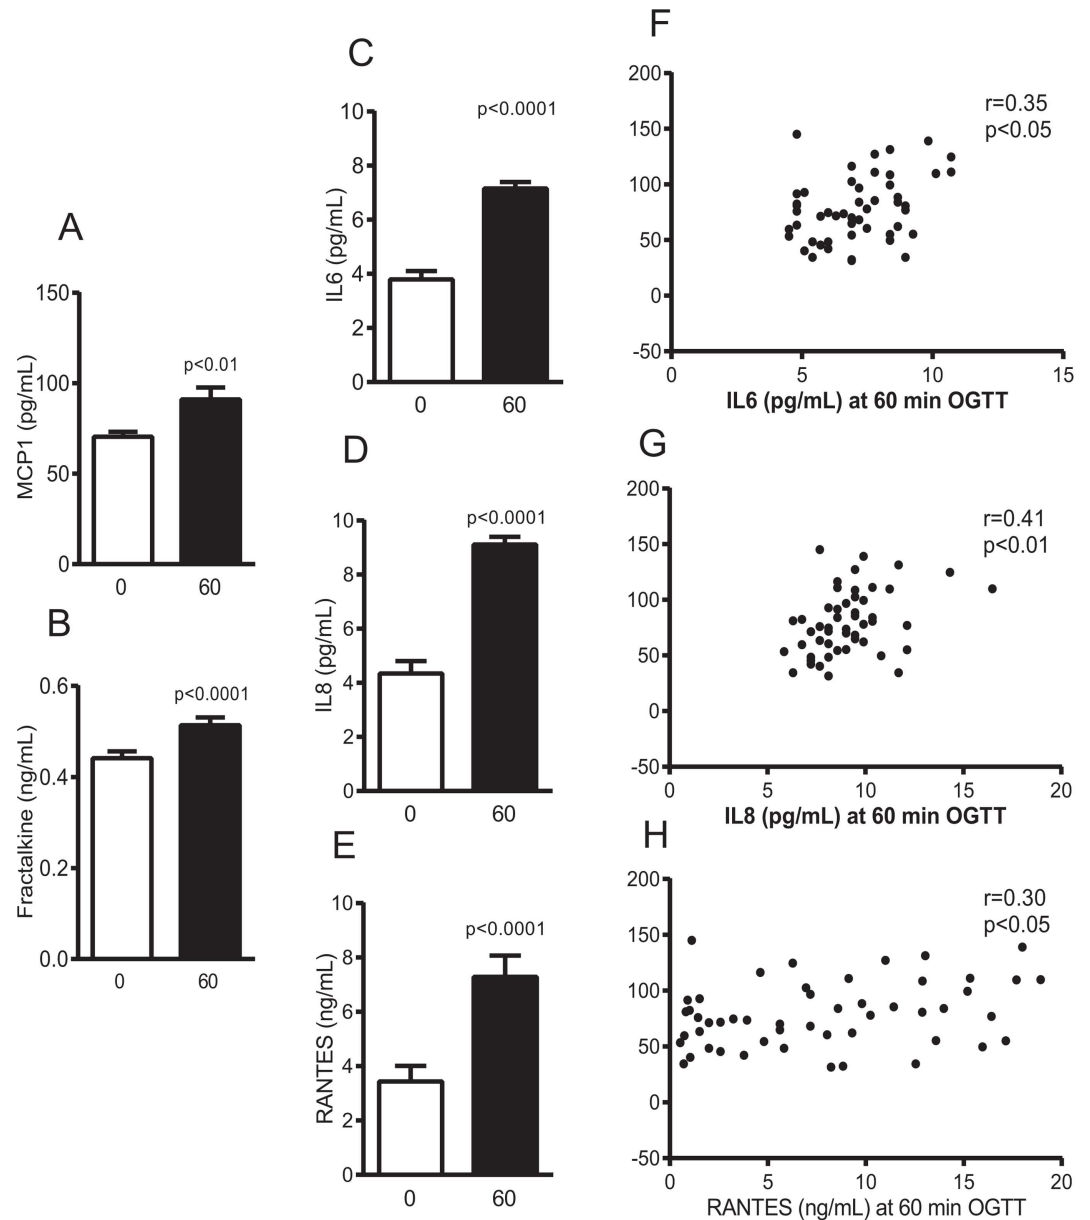 A
150
100
50
0
MCP1 (pg/mL)
p<0.01
0 60
B
0.6
0.4
0.2
0.0
Fractalkine (ng/mL)
p<0.0001
0 60
C
10
8
6
4
2
0
IL6 (pg/mL)
p<0.0001
0 60
D
10
8
6
4
2
0
IL8 (pg/mL)
p<0.0001
0 60
E
10
8
6
4
2
0
RANTES (ng/mL)
p<0.0001
0 60
F
200
150
100
50
0
-50
r=0.35
p<0.05
0 5 10 15
IL6 (pg/mL) at 60 min OGTT
G
200
150
100
50
0
-50
r=0.41
p<0.01
0 5 10 15 20
IL8 (pg/mL) at 60 min OGTT
H
200
150
100
50
0
-50
r=0.30
p<0.05
0 5 10 15 20
RANTES (ng/mL) at 60 min OGTT